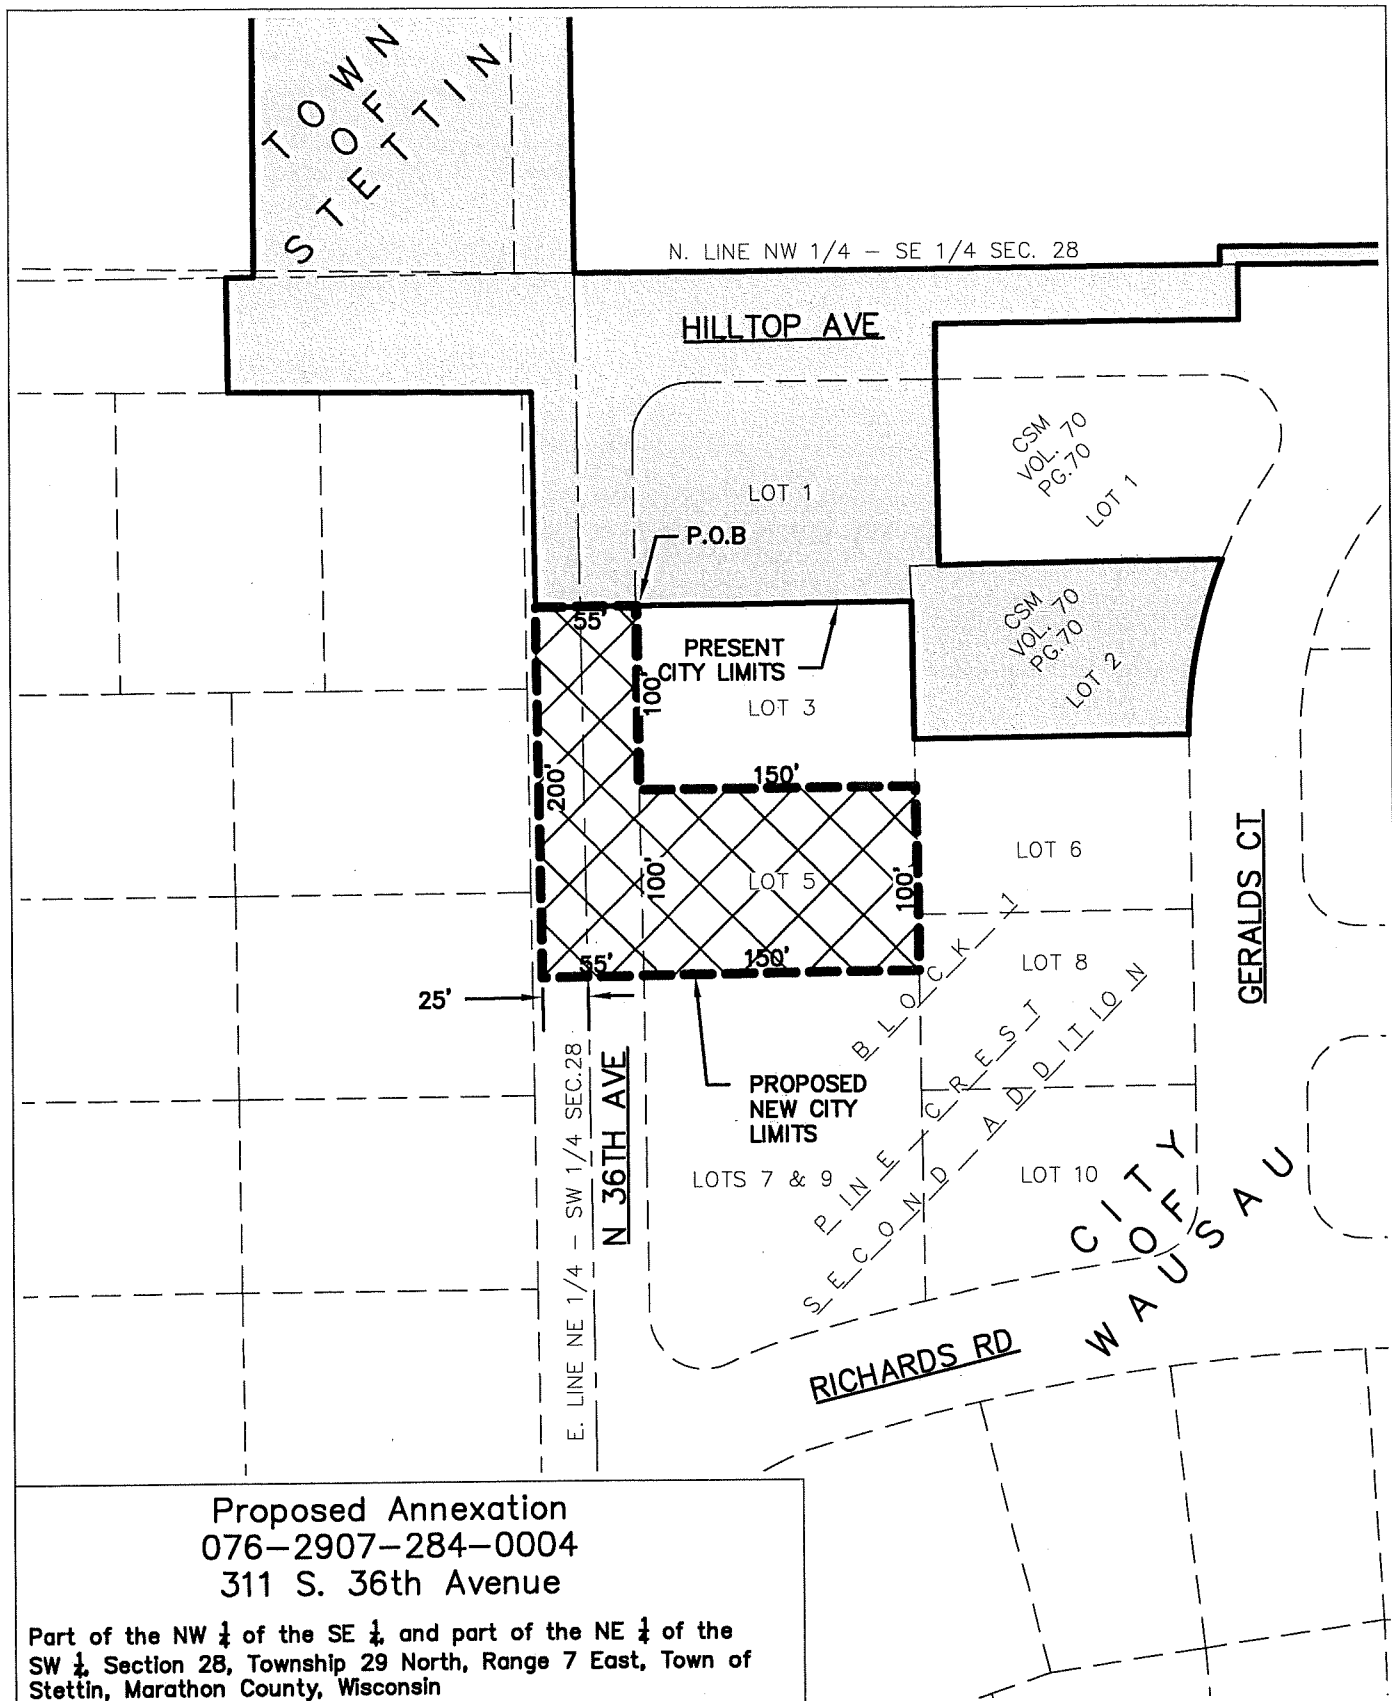 TOWN
OF
STETTIN
N. LINE NW 1/4 - SE 1/4 SEC. 28
HILLTOP AVE
CSM
VOL. 70
PG.70
LOT 1
LOT 1
P.O.B
55'
CSM
VOL. 70
PG.70
LOT 2
PRESENT
CITY LIMITS
100'
LOT 3
200'
150'
LOT 6
GERALDS CT
100'
LOT 5
100'
55'
150'
LOT 8
25'
BLOCK 1
PINE CREST
SECOND ADDITION
E. LINE NE 1/4 - SW 1/4 SEC.28
N 36TH AVE
PROPOSED
NEW CITY
LIMITS
LOTS 7 & 9
LOT 10
CITY
OF
WAUSAU
RICHARDS RD
Proposed Annexation
076-2907-284-0004
311 S. 36th Avenue
Part of the NW ¼ of the SE ¼, and part of the NE ¼ of the
SW ¼, Section 28, Township 29 North, Range 7 East, Town of
Stettin, Marathon County, Wisconsin